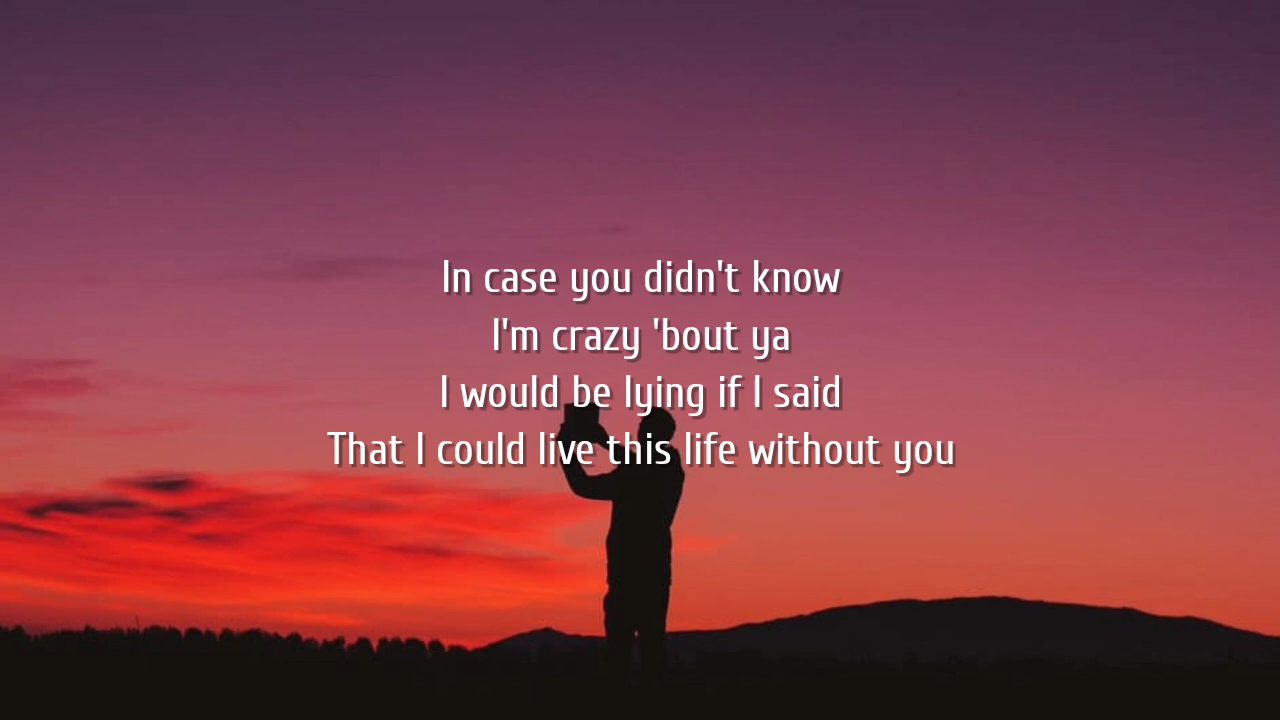 In case you didn't know
I'm crazy 'bout ya
I would be lying if I said
That I could live this life without you